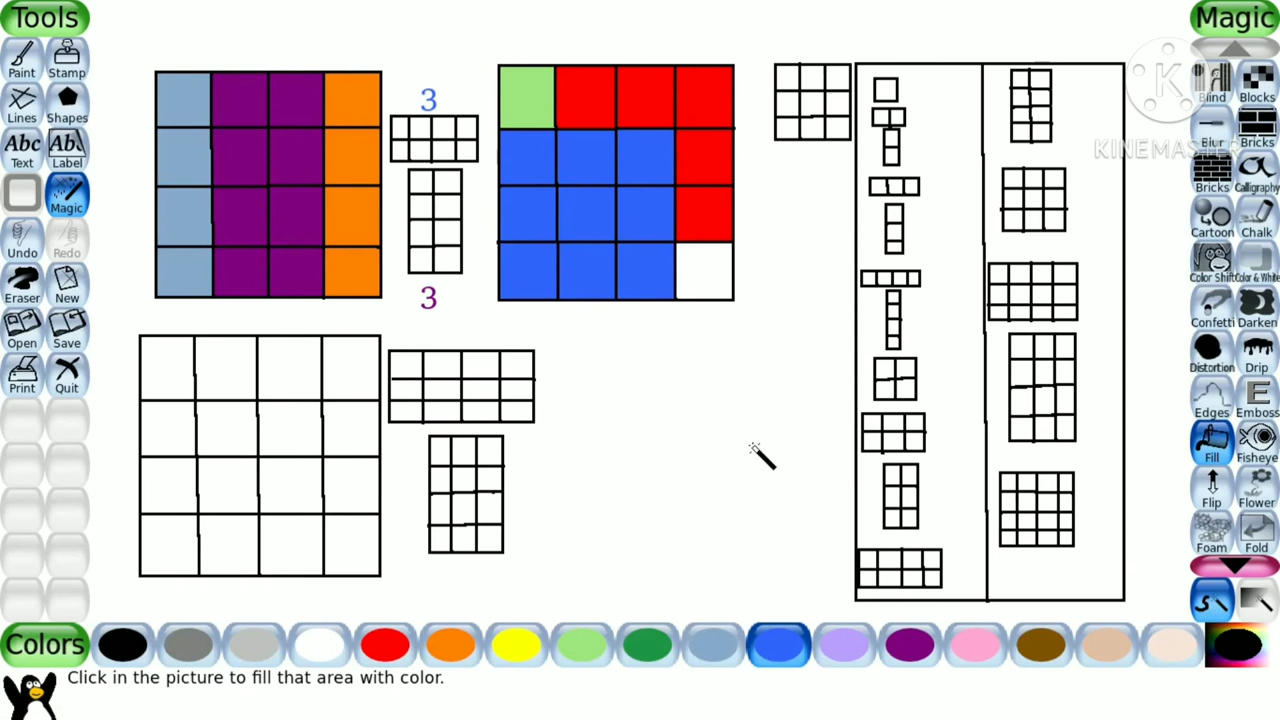 Tools
Magic
Paint Stamp
Lines Shapes
Abc Abc
Text Label
Magic
Undo Redo
Eraser New
Open Save
Print Quit
3
3
K
KINEMASTER
Blind Blocks
Blur Bricks
Bricks Calligraphy
Cartoon Chalk
Color Shift Color & White
Confetti Darken
Distortion Drip
Edges Emboss
Fill Fisheye
Flip Flower
Foam Fold
Colors
Click in the picture to fill that area with color.